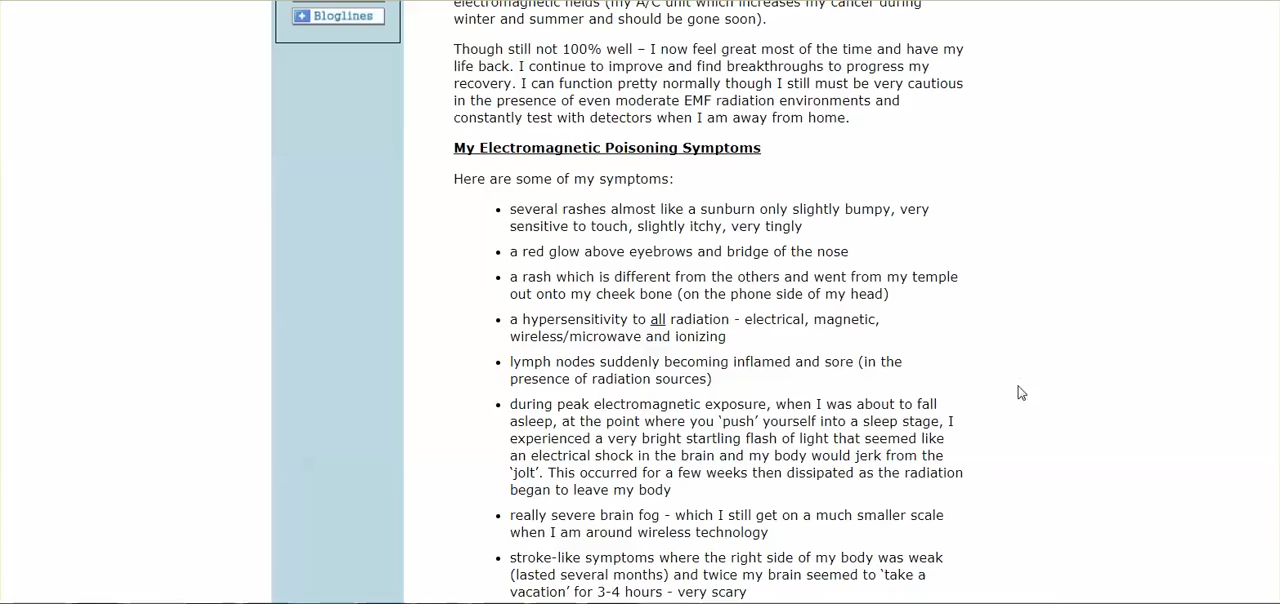 Bloglines
electromagnetic fields (my A/C unit which increases my cancer during
winter and summer and should be gone soon).
Though still not 100% well – I now feel great most of the time and have my
life back. I continue to improve and find breakthroughs to progress my
recovery. I can function pretty normally though I still must be very cautious
in the presence of even moderate EMF radiation environments and
constantly test with detectors when I am away from home.
My Electromagnetic Poisoning Symptoms
Here are some of my symptoms:
• several rashes almost like a sunburn only slightly bumpy, very
sensitive to touch, slightly itchy, very tingly
• a red glow above eyebrows and bridge of the nose
• a rash which is different from the others and went from my temple
out onto my cheek bone (on the phone side of my head)
• a hypersensitivity to all radiation - electrical, magnetic,
wireless/microwave and ionizing
• lymph nodes suddenly becoming inflamed and sore (in the
presence of radiation sources)
• during peak electromagnetic exposure, when I was about to fall
asleep, at the point where you ‘push’ yourself into a sleep stage, I
experienced a very bright startling flash of light that seemed like
an electrical shock in the brain and my body would jerk from the
‘jolt’. This occurred for a few weeks then dissipated as the radiation
began to leave my body
• really severe brain fog - which I still get on a much smaller scale
when I am around wireless technology
• stroke-like symptoms where the right side of my body was weak
(lasted several months) and twice my brain seemed to ‘take a
vacation’ for 3-4 hours - very scary